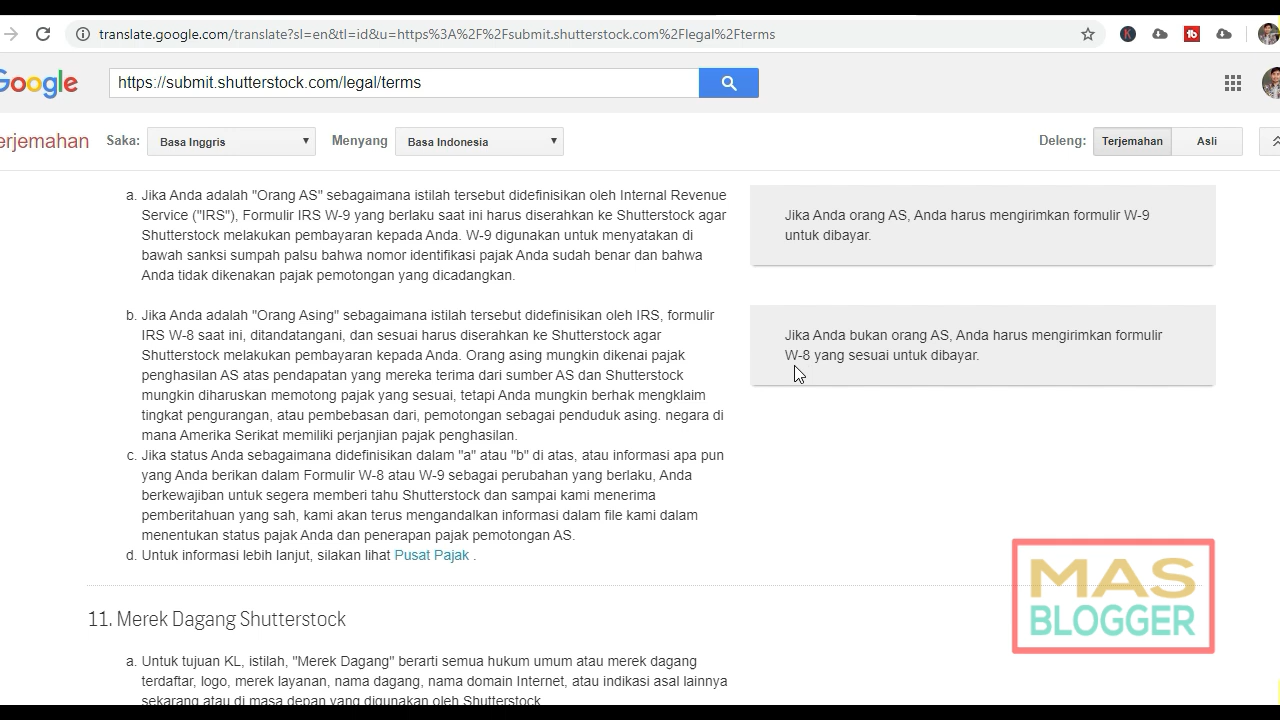 translate.google.com/translate?sl=en&tl=id&u=https%3A%2F%2Fsubmit.shutterstock.com%2Flegal%2Fterms
Google
https://submit.shutterstock.com/legal/terms
erjemahan
Saka:
Basa Inggris
Menyang
Basa Indonesia
Deleng:
Terjemahan
Asli
a. Jika Anda adalah "Orang AS" sebagaimana istilah tersebut didefinisikan oleh Internal Revenue
Service ("IRS"), Formulir IRS W-9 yang berlaku saat ini harus diserahkan ke Shutterstock agar
Shutterstock melakukan pembayaran kepada Anda. W-9 digunakan untuk menyatakan di
bawah sanksi sumpah palsu bahwa nomor identifikasi pajak Anda sudah benar dan bahwa
Anda tidak dikenakan pajak pemotongan yang dicadangkan.
Jika Anda orang AS, Anda harus mengirimkan formulir W-9
untuk dibayar.
b. Jika Anda adalah "Orang Asing" sebagaimana istilah tersebut didefinisikan oleh IRS, formulir
IRS W-8 saat ini, ditandatangani, dan sesuai harus diserahkan ke Shutterstock agar
Shutterstock melakukan pembayaran kepada Anda. Orang asing mungkin dikenai pajak
penghasilan AS atas pendapatan yang mereka terima dari sumber AS dan Shutterstock
mungkin diharuskan memotong pajak yang sesuai, tetapi Anda mungkin berhak mengklaim
tingkat pengurangan, atau pembebasan dari, pemotongan sebagai penduduk asing. negara di
mana Amerika Serikat memiliki perjanjian pajak penghasilan.
Jika Anda bukan orang AS, Anda harus mengirimkan formulir
W-8 yang sesuai untuk dibayar.
c. Jika status Anda sebagaimana didefinisikan dalam "a" atau "b" di atas, atau informasi apa pun
yang Anda berikan dalam Formulir W-8 atau W-9 sebagai perubahan yang berlaku, Anda
berkewajiban untuk segera memberi tahu Shutterstock dan sampai kami menerima
pemberitahuan yang sah, kami akan terus mengandalkan informasi dalam file kami dalam
menentukan status pajak Anda dan penerapan pajak pemotongan AS.
d. Untuk informasi lebih lanjut, silakan lihat Pusat Pajak .
11. Merek Dagang Shutterstock
a. Untuk tujuan KL, istilah, "Merek Dagang" berarti semua hukum umum atau merek dagang
terdaftar, logo, merek layanan, nama dagang, nama domain Internet, atau indikasi asal lainnya
sekarang atau di masa depan yang digunakan oleh Shutterstock.
MAS
BLOGGER